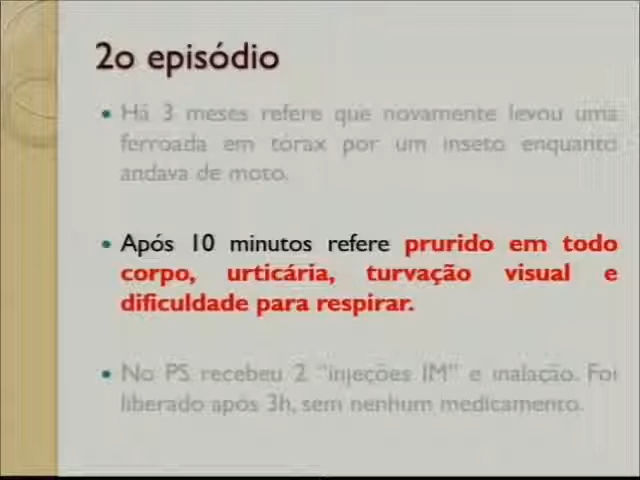 2o episódio
• Há 3 meses refere que novamente levou uma
ferroada em tórax por um inseto enquanto
andava de moto.
• Após 10 minutos refere prurido em todo
corpo, urticária, turvação visual e
dificuldade para respirar.
• No PS recebeu 2 "injeções IM" e inalação. Foi
liberado após 3h, sem nenhum medicamento.